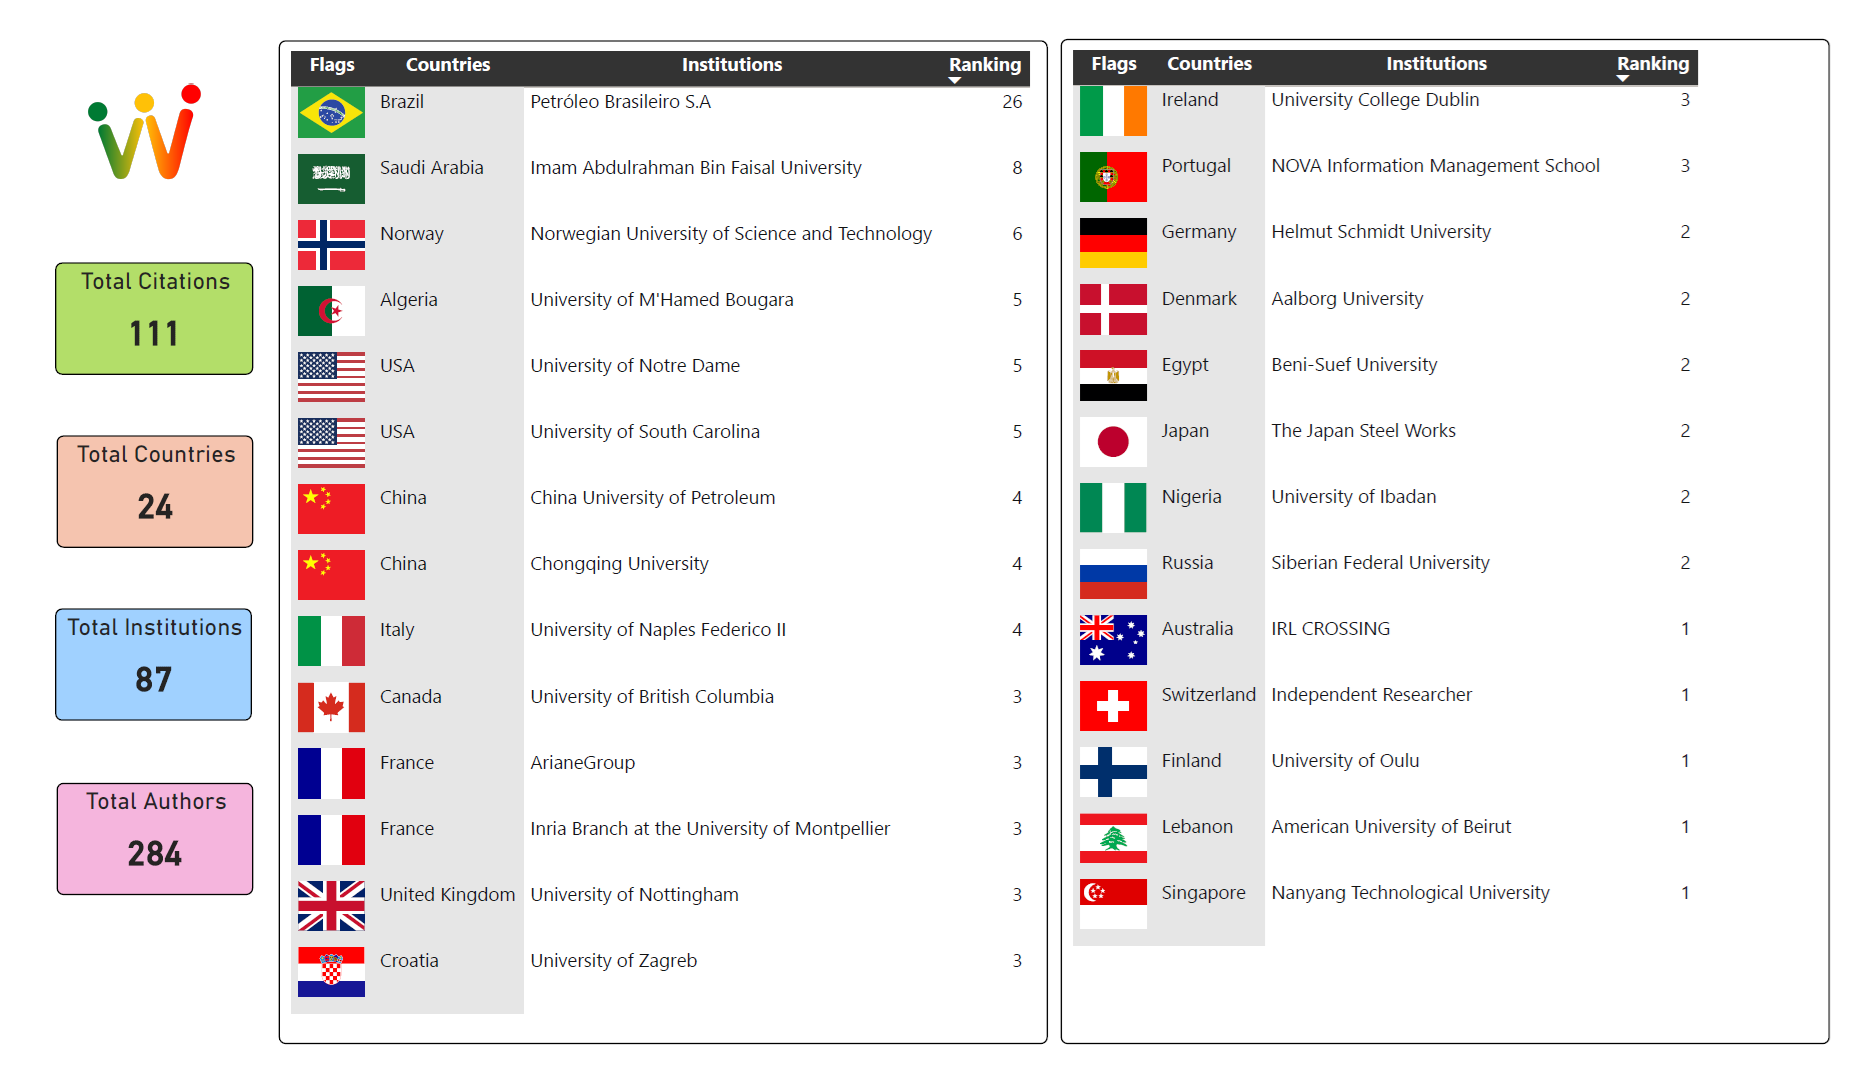 Total Citations
111
Total Countries
24
Total Institutions
87
Total Authors
284
Flags Countries Institutions Ranking
Brazil Petróleo Brasileiro S.A 26
Saudi Arabia Imam Abdulrahman Bin Faisal University 8
Norway Norwegian University of Science and Technology 6
Algeria University of M'Hamed Bougara 5
USA University of Notre Dame 5
USA University of South Carolina 5
China China University of Petroleum 4
China Chongqing University 4
Italy University of Naples Federico II 4
Canada University of British Columbia 3
France ArianeGroup 3
France Inria Branch at the University of Montpellier 3
United Kingdom University of Nottingham 3
Croatia University of Zagreb 3
Flags Countries Institutions Ranking
Ireland University College Dublin 3
Portugal NOVA Information Management School 3
Germany Helmut Schmidt University 2
Denmark Aalborg University 2
Egypt Beni-Suef University 2
Japan The Japan Steel Works 2
Nigeria University of Ibadan 2
Russia Siberian Federal University 2
Australia IRL CROSSING 1
Switzerland Independent Researcher 1
Finland University of Oulu 1
Lebanon American University of Beirut 1
Singapore Nanyang Technological University 1